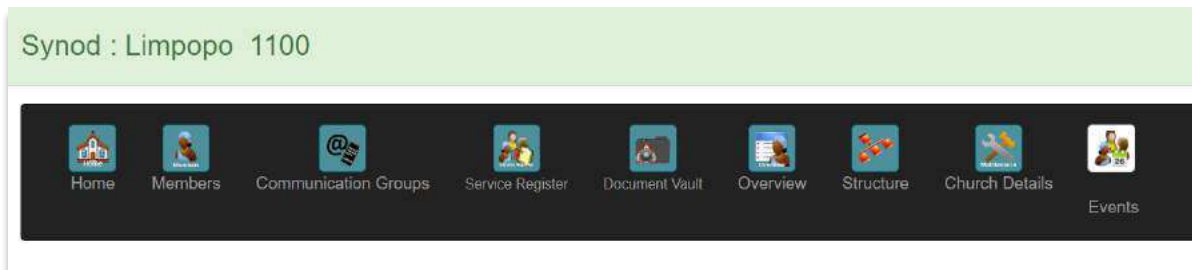 Synod : Limpopo 1100
Home Members Communication Groups Service Register Document Vault Overview Structure Church Details
Events